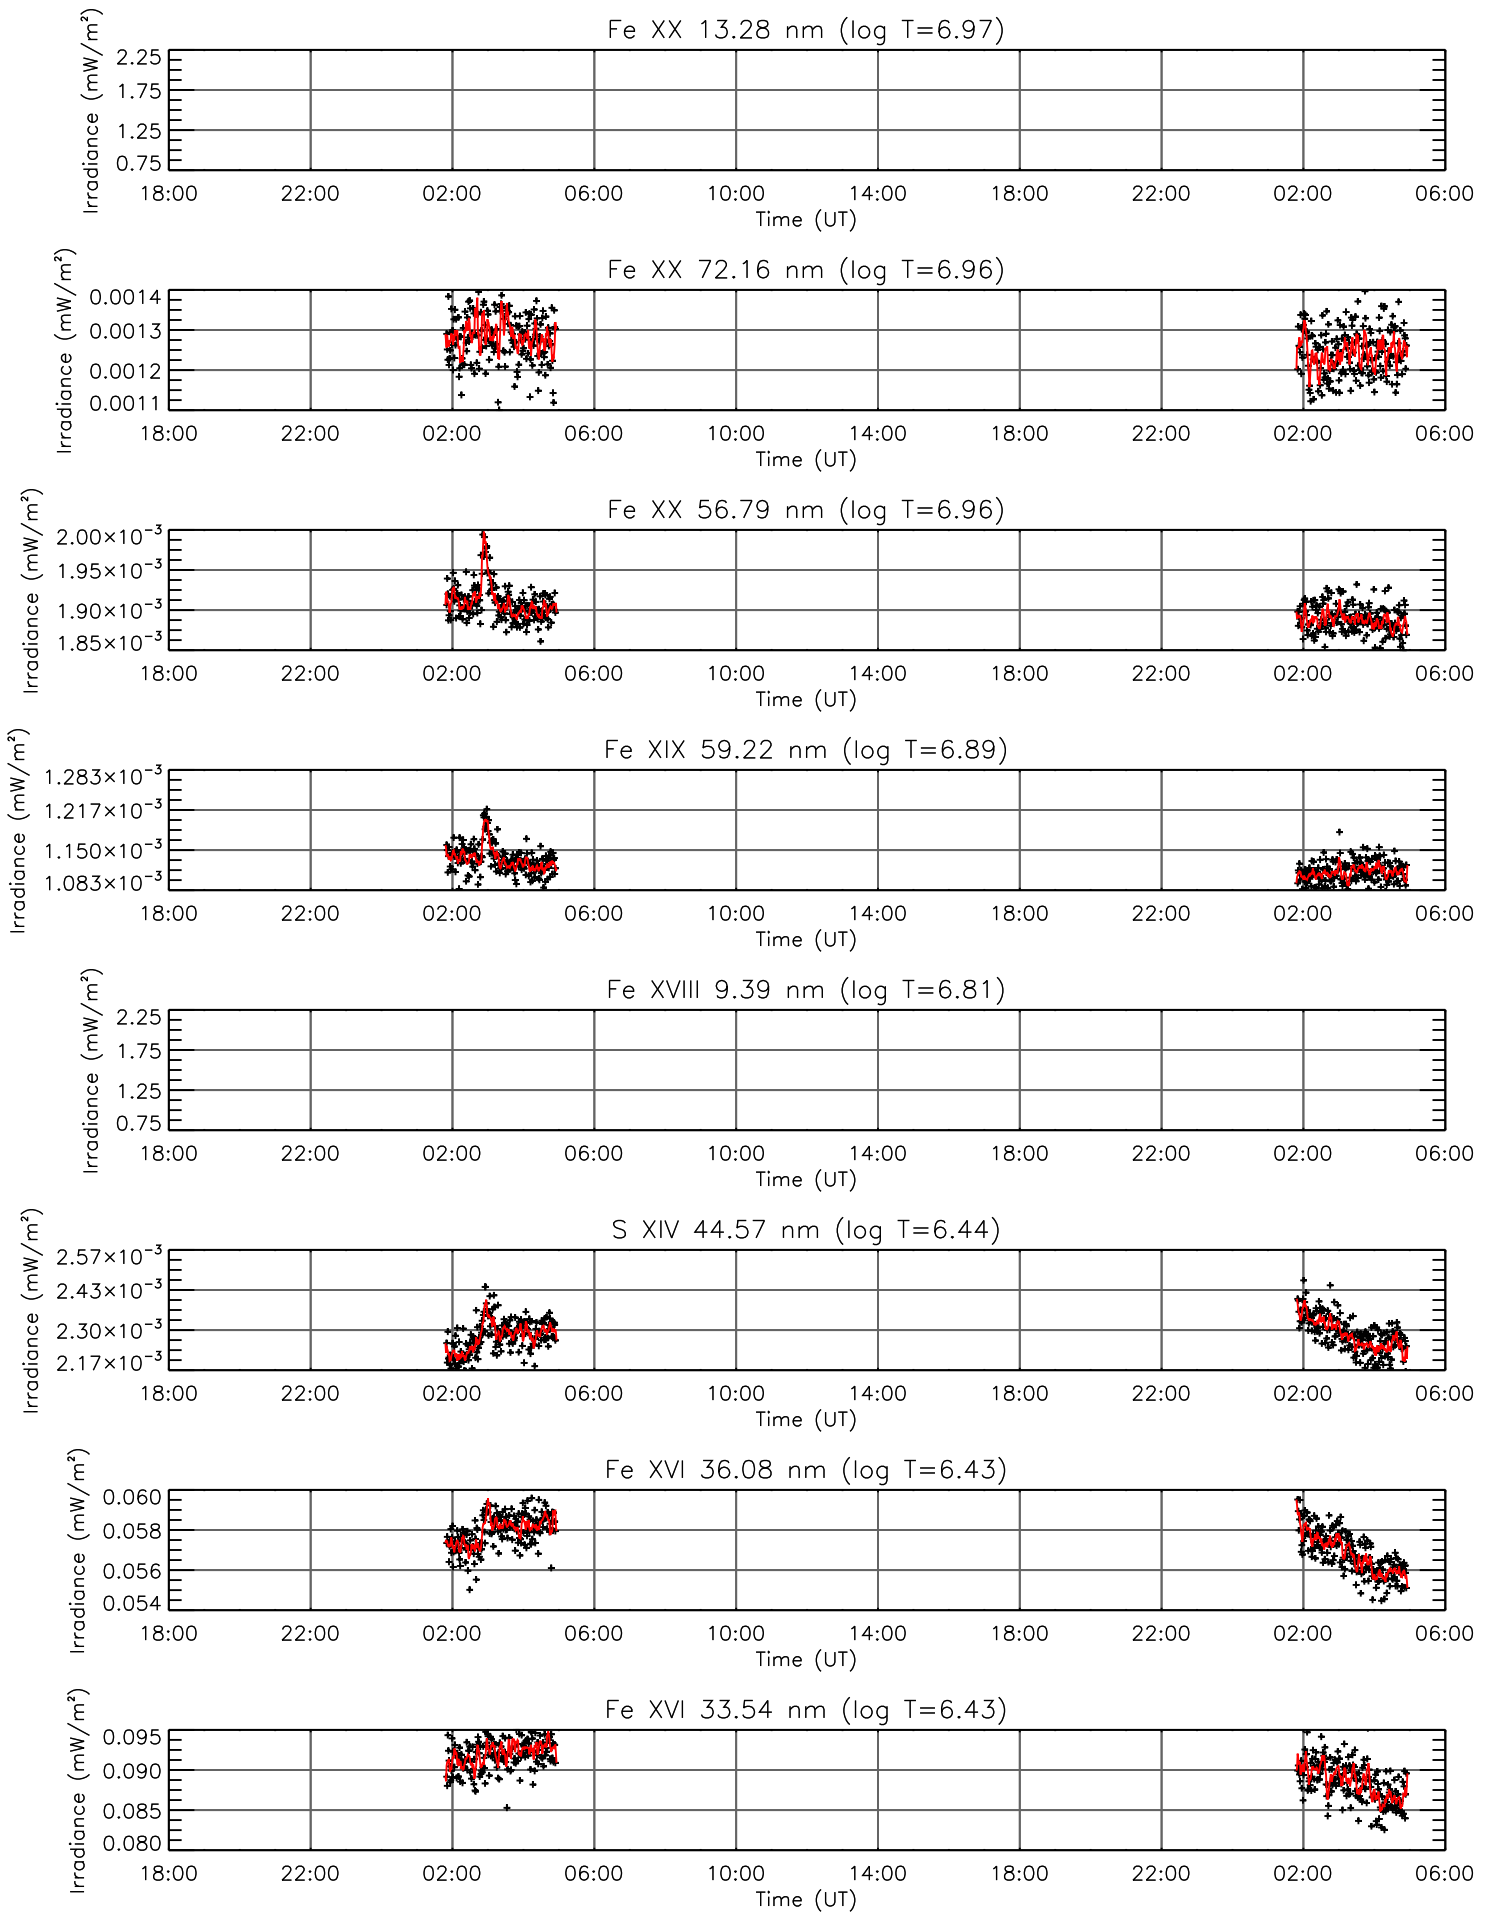 Fe XX 13.28 nm (log T=6.97)
Irradiance (mW/m²)
2.25
1.75
1.25
0.75
18:00 22:00 02:00 06:00 10:00 14:00 18:00 22:00 02:00 06:00
Time (UT)
Fe XX 72.16 nm (log T=6.96)
Irradiance (mW/m²)
0.0014
0.0013
0.0012
0.0011
18:00 22:00 02:00 06:00 10:00 14:00 18:00 22:00 02:00 06:00
Time (UT)
Fe XX 56.79 nm (log T=6.96)
Irradiance (mW/m²)
2.00×10⁻³
1.95×10⁻³
1.90×10⁻³
1.85×10⁻³
18:00 22:00 02:00 06:00 10:00 14:00 18:00 22:00 02:00 06:00
Time (UT)
Fe XIX 59.22 nm (log T=6.89)
Irradiance (mW/m²)
1.283×10⁻³
1.217×10⁻³
1.150×10⁻³
1.083×10⁻³
18:00 22:00 02:00 06:00 10:00 14:00 18:00 22:00 02:00 06:00
Time (UT)
Fe XVIII 9.39 nm (log T=6.81)
Irradiance (mW/m²)
2.25
1.75
1.25
0.75
18:00 22:00 02:00 06:00 10:00 14:00 18:00 22:00 02:00 06:00
Time (UT)
S XIV 44.57 nm (log T=6.44)
Irradiance (mW/m²)
2.57×10⁻³
2.43×10⁻³
2.30×10⁻³
2.17×10⁻³
18:00 22:00 02:00 06:00 10:00 14:00 18:00 22:00 02:00 06:00
Time (UT)
Fe XVI 36.08 nm (log T=6.43)
Irradiance (mW/m²)
0.060
0.058
0.056
0.054
18:00 22:00 02:00 06:00 10:00 14:00 18:00 22:00 02:00 06:00
Time (UT)
Fe XVI 33.54 nm (log T=6.43)
Irradiance (mW/m²)
0.095
0.090
0.085
0.080
18:00 22:00 02:00 06:00 10:00 14:00 18:00 22:00 02:00 06:00
Time (UT)